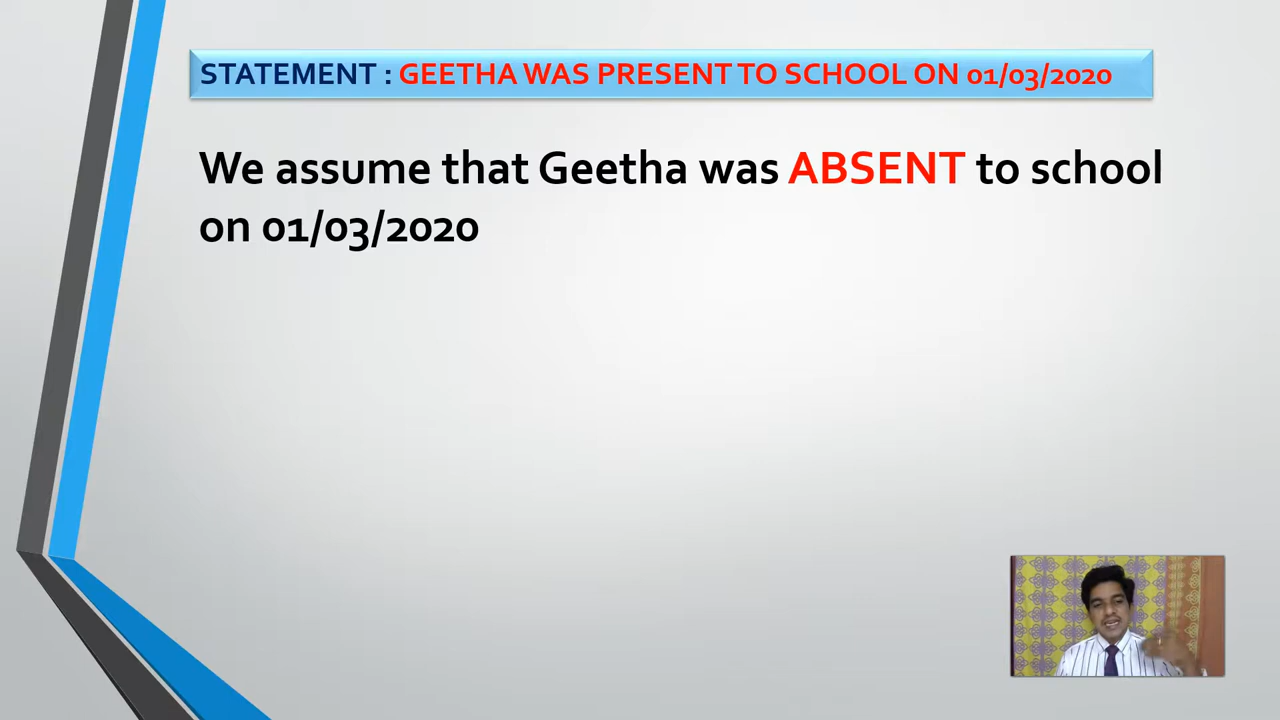 STATEMENT : GEETHA WAS PRESENT TO SCHOOL ON 01/03/2020
We assume that Geetha was ABSENT to school
on 01/03/2020